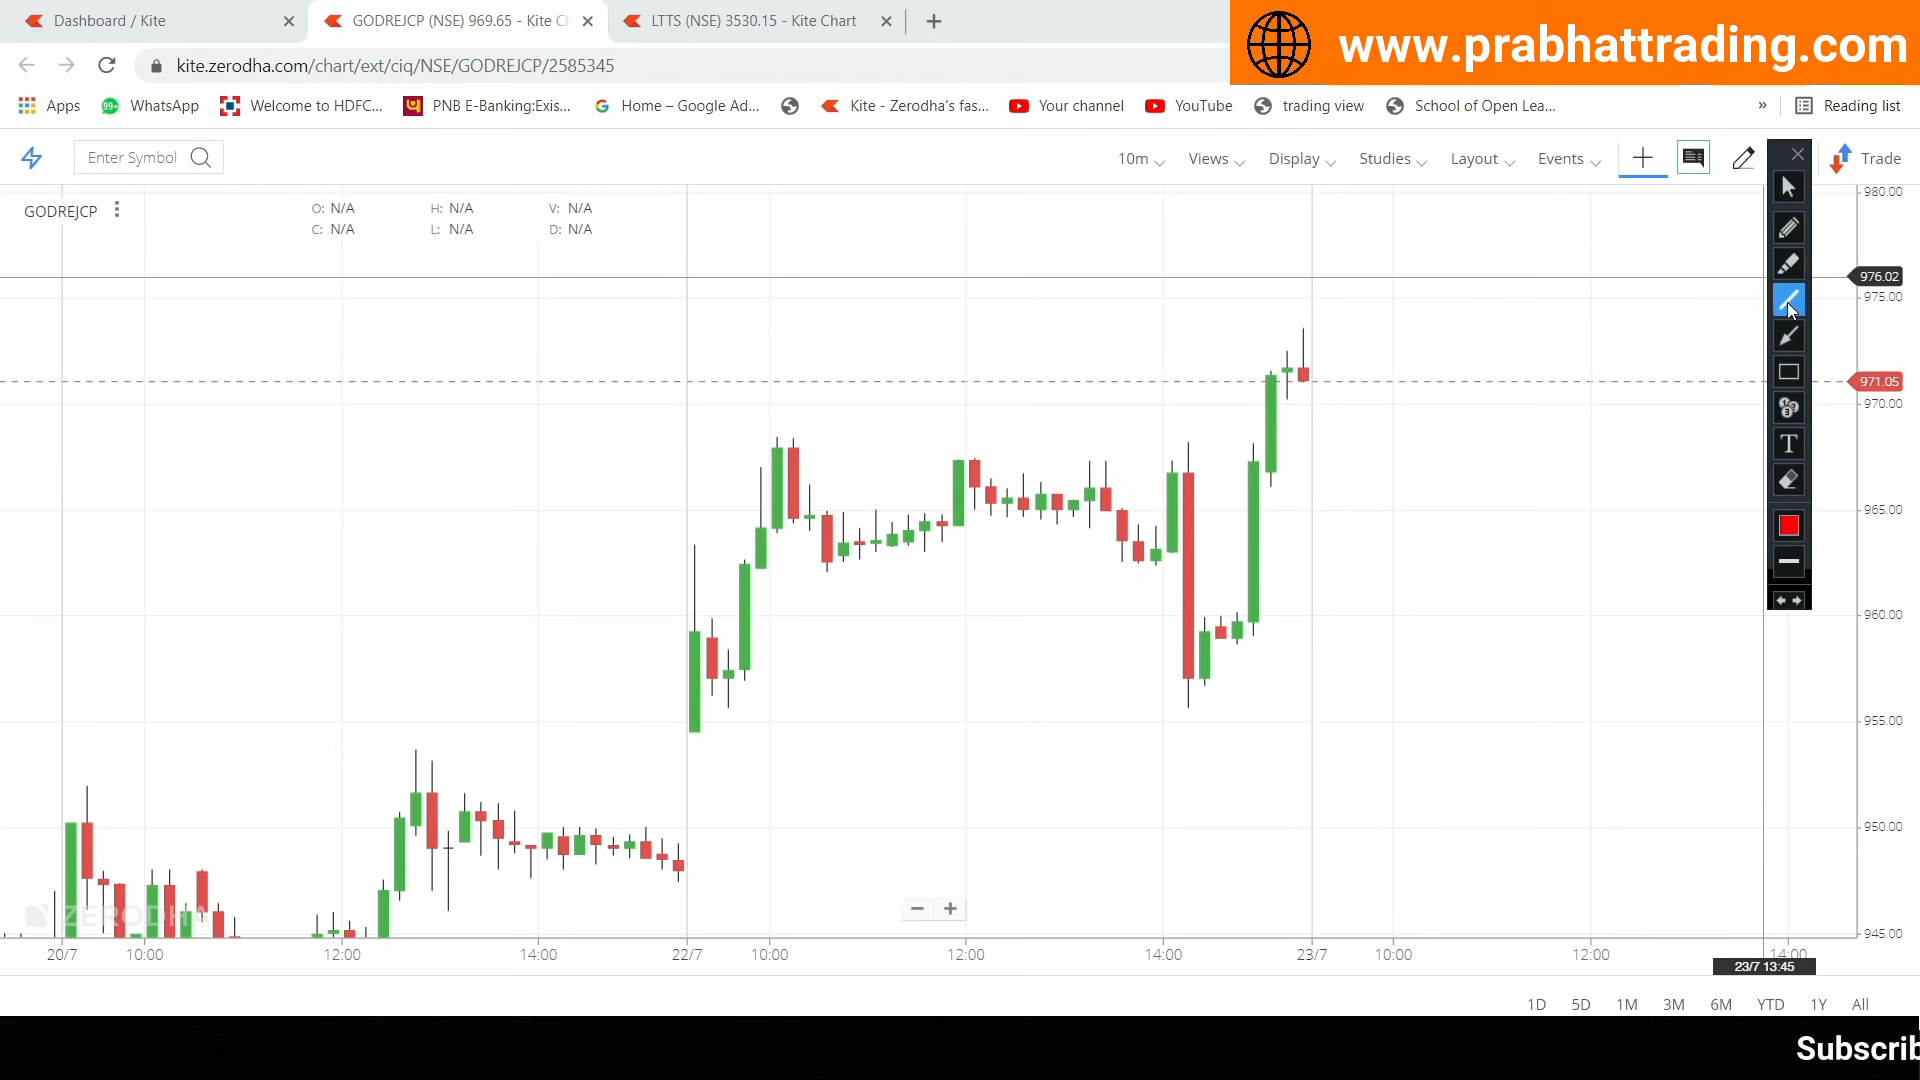 Dashboard / Kite
GODREJCP (NSE) 969.65 - Kite Ch
LTTS (NSE) 3530.15 - Kite Chart
www.prabhattrading.com
kite.zerodha.com/chart/ext/ciq/NSE/GODREJCP/2585345
Apps
99+
WhatsApp
Welcome to HDFC...
PNB E-Banking:Exis...
Home – Google Ad...
Kite - Zerodha's fas...
Your channel
YouTube
trading view
School of Open Lea...
»
Reading list
Enter Symbol
10m
Views
Display
Studies
Layout
Events
Trade
GODREJCP
O: N/A
H: N/A
V: N/A
C: N/A
L: N/A
D: N/A
980.00
976.02
975.00
971.05
970.00
965.00
960.00
955.00
950.00
945.00
T
ZERODHA
20/7
10:00
12:00
14:00
22/7
10:00
12:00
14:00
23/7
10:00
12:00
14:00
23/7 13:45
1D
5D
1M
3M
6M
YTD
1Y
All
Subscrib